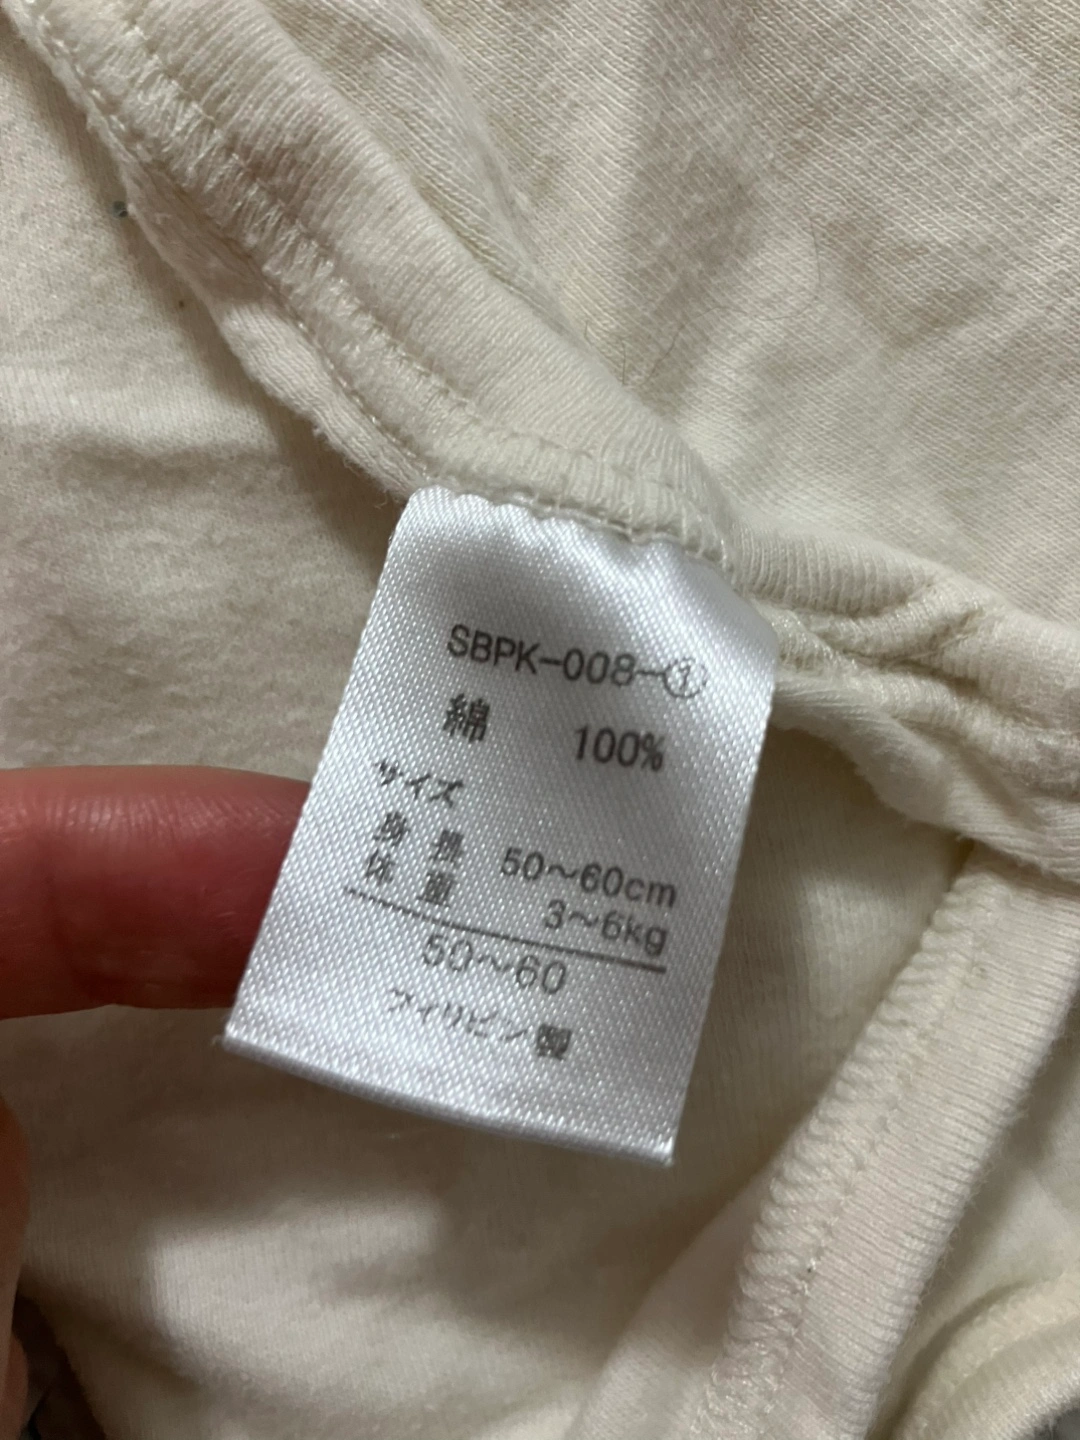 SBPK-008-①
綿 100%
サイズ
身長 50～60cm
体重 3～6kg
50～60
フィリピン製